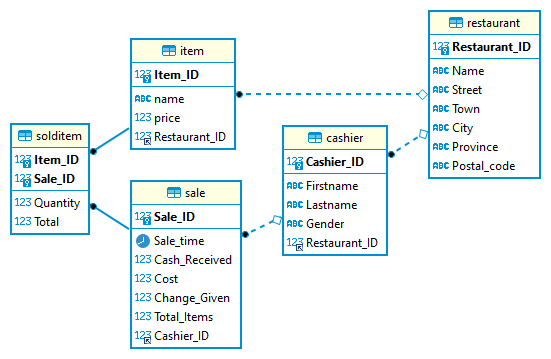 restaurant
123 Restaurant_ID
ABC Name
ABC Street
ABC Town
ABC City
ABC Province
ABC Postal_code
item
123 Item_ID
ABC name
123 price
123 Restaurant_ID
cashier
123 Cashier_ID
ABC Firstname
ABC Lastname
ABC Gender
123 Restaurant_ID
solditem
123 Item_ID
123 Sale_ID
123 Quantity
123 Total
sale
123 Sale_ID
Sale_time
123 Cash_Received
123 Cost
123 Change_Given
123 Total_Items
123 Cashier_ID